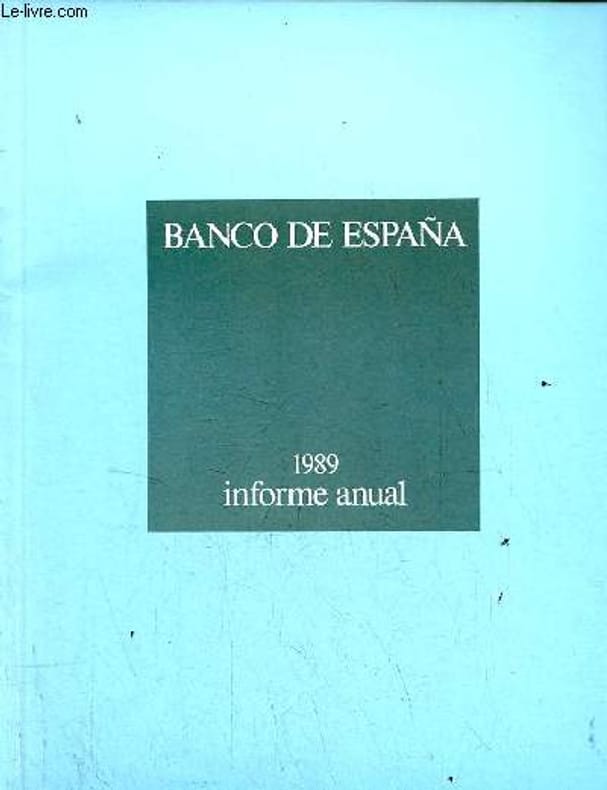 Le-livre.com
BANCO DE ESPAÑA
1989
informe anual